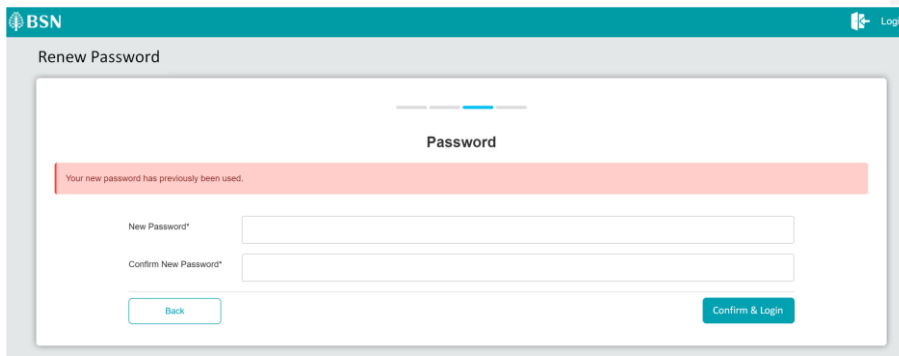 BSN
Logi
Renew Password
Password
Your new password has previously been used.
New Password*
Confirm New Password*
Back
Confirm & Login